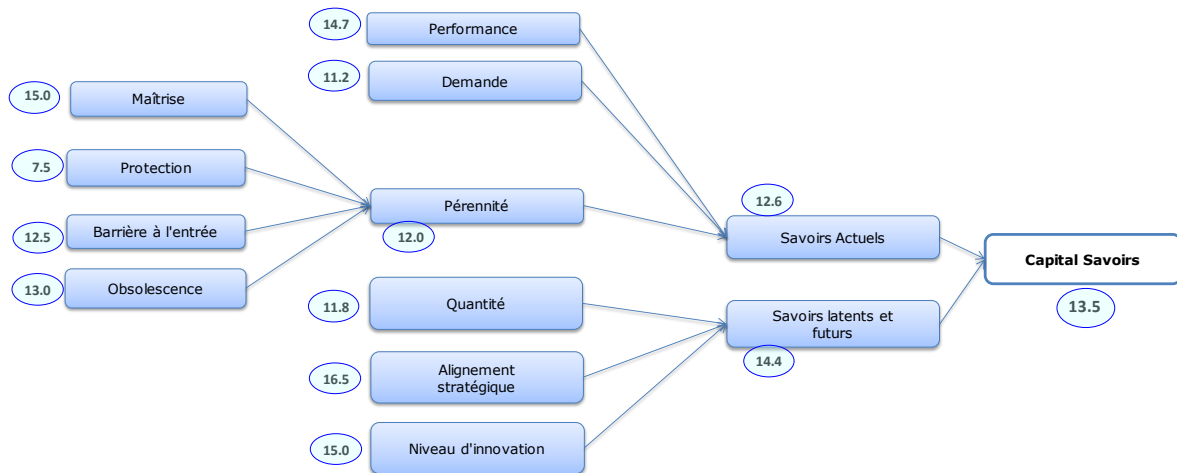 14.7
Performance
11.2
Demande
15.0
Maîtrise
7.5
Protection
12.5
Barrière à l'entrée
13.0
Obsolescence
Pérennité
12.0
12.6
Savoirs Actuels
Capital Savoirs
13.5
11.8
Quantité
Savoirs latents et
futurs
14.4
16.5
Alignement
stratégique
15.0
Niveau d'innovation